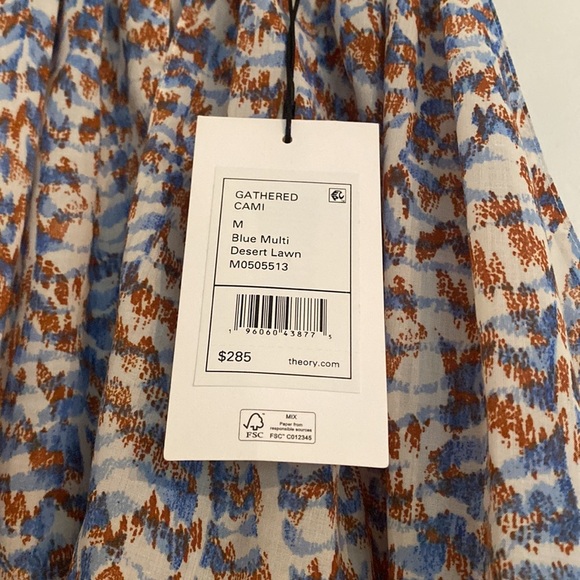 GATHERED
CAMI
M
Blue Multi
Desert Lawn
M0505513
1 96060 43877 5
$285
theory.com
FSC
MIX
Paper from
responsible sources
FSC® C012345